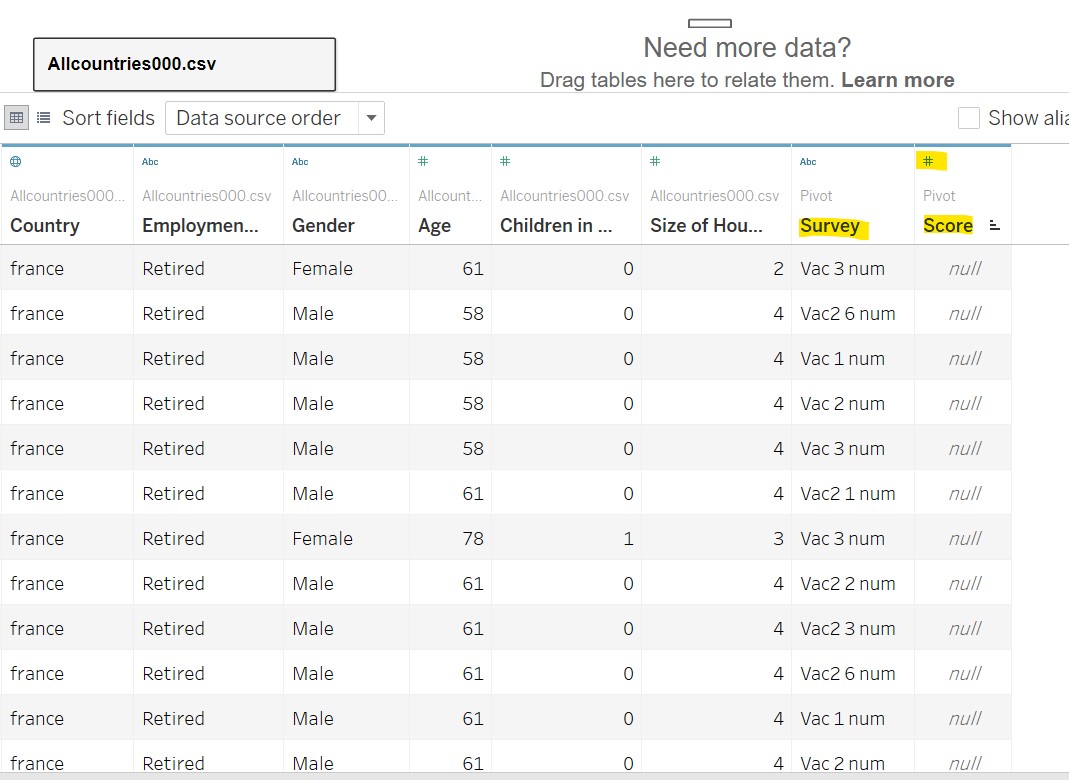 Need more data?
Allcountries000.csv
Drag tables here to relate them. Learn more
Sort fields Data source order Show alia
# Abc Abc # # # Abc #
Allcountries000... Allcountries000.csv Allcountries00... Allcount... Allcountries000.csv Allcountries000.csv Pivot Pivot
Country Employmen... Gender Age Children in ... Size of Hou... Survey Score
france Retired Female 61 0 2 Vac 3 num null
france Retired Male 58 0 4 Vac2 6 num null
france Retired Male 58 0 4 Vac 1 num null
france Retired Male 58 0 4 Vac 2 num null
france Retired Male 58 0 4 Vac 3 num null
france Retired Male 61 0 4 Vac2 1 num null
france Retired Female 78 1 3 Vac 3 num null
france Retired Male 61 0 4 Vac2 2 num null
france Retired Male 61 0 4 Vac2 3 num null
france Retired Male 61 0 4 Vac2 6 num null
france Retired Male 61 0 4 Vac 1 num null
france Retired Male 61 0 4 Vac 2 num null